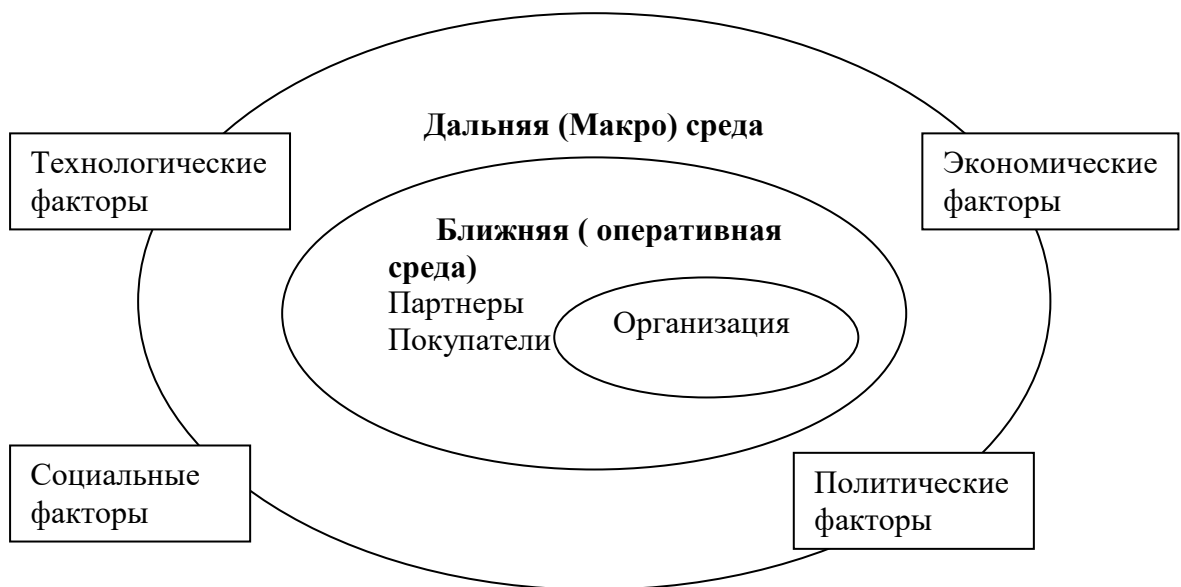 Дальняя (Макро) среда
Технологические
факторы
Экономические
факторы
Ближняя ( оперативная
среда)
Партнеры
Покупатели
Организация
Социальные
факторы
Политические
факторы